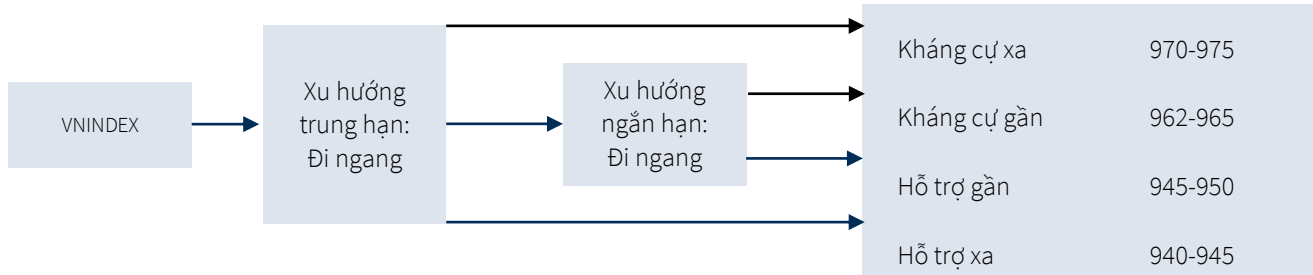 VNINDEX
Xu hướng
trung hạn:
Đi ngang
Xu hướng
ngắn hạn:
Đi ngang
Kháng cự xa 970-975
Kháng cự gần 962-965
Hỗ trợ gần 945-950
Hỗ trợ xa 940-945